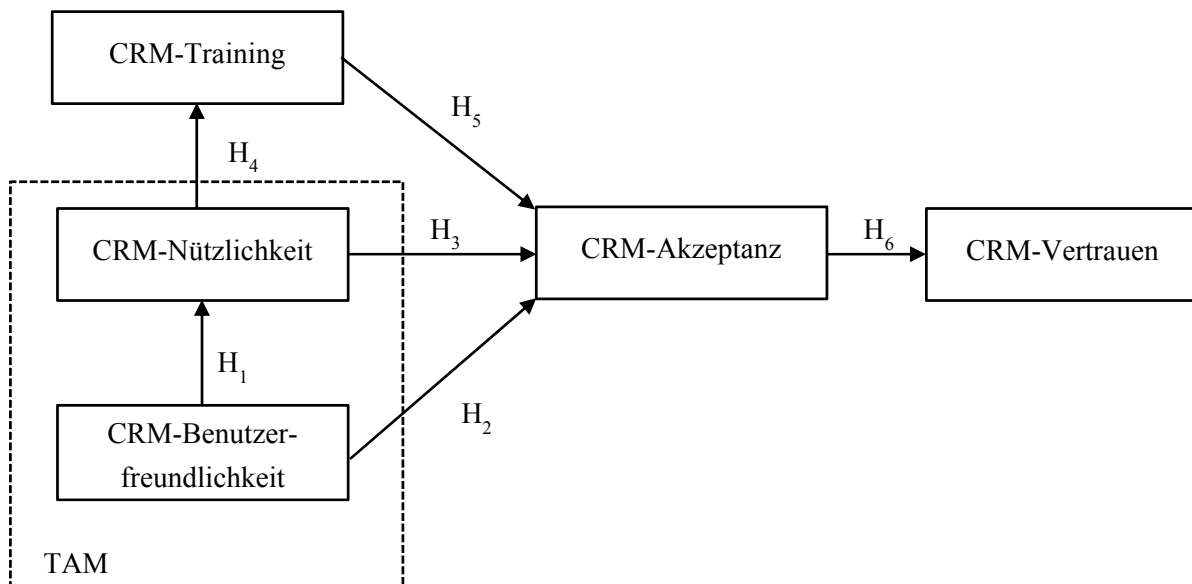 CRM-Training
H₅
H₄
CRM-Nützlichkeit
H₃
CRM-Akzeptanz
H₆
CRM-Vertrauen
H₁
CRM-Benutzer-
freundlichkeit
H₂
TAM